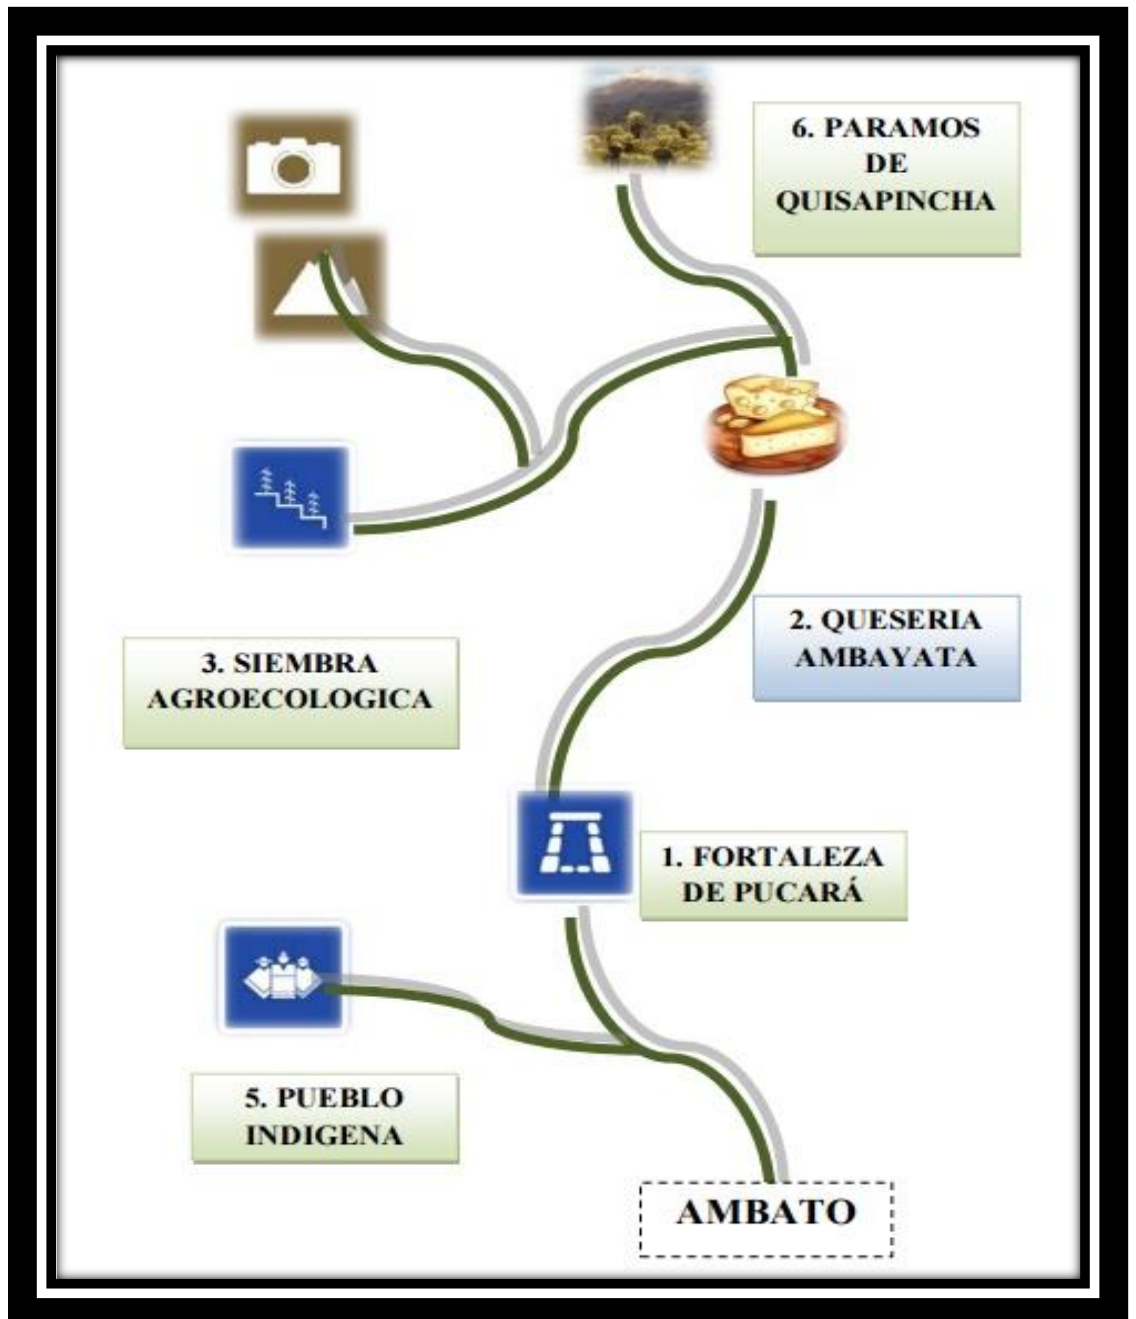 6. PARAMOS
DE
QUISAPINCHA
2. QUESERIA
AMBAYATA
3. SIEMBRA
AGROECOLOGICA
1. FORTALEZA
DE PUCARÁ
5. PUEBLO
INDIGENA
AMBATO